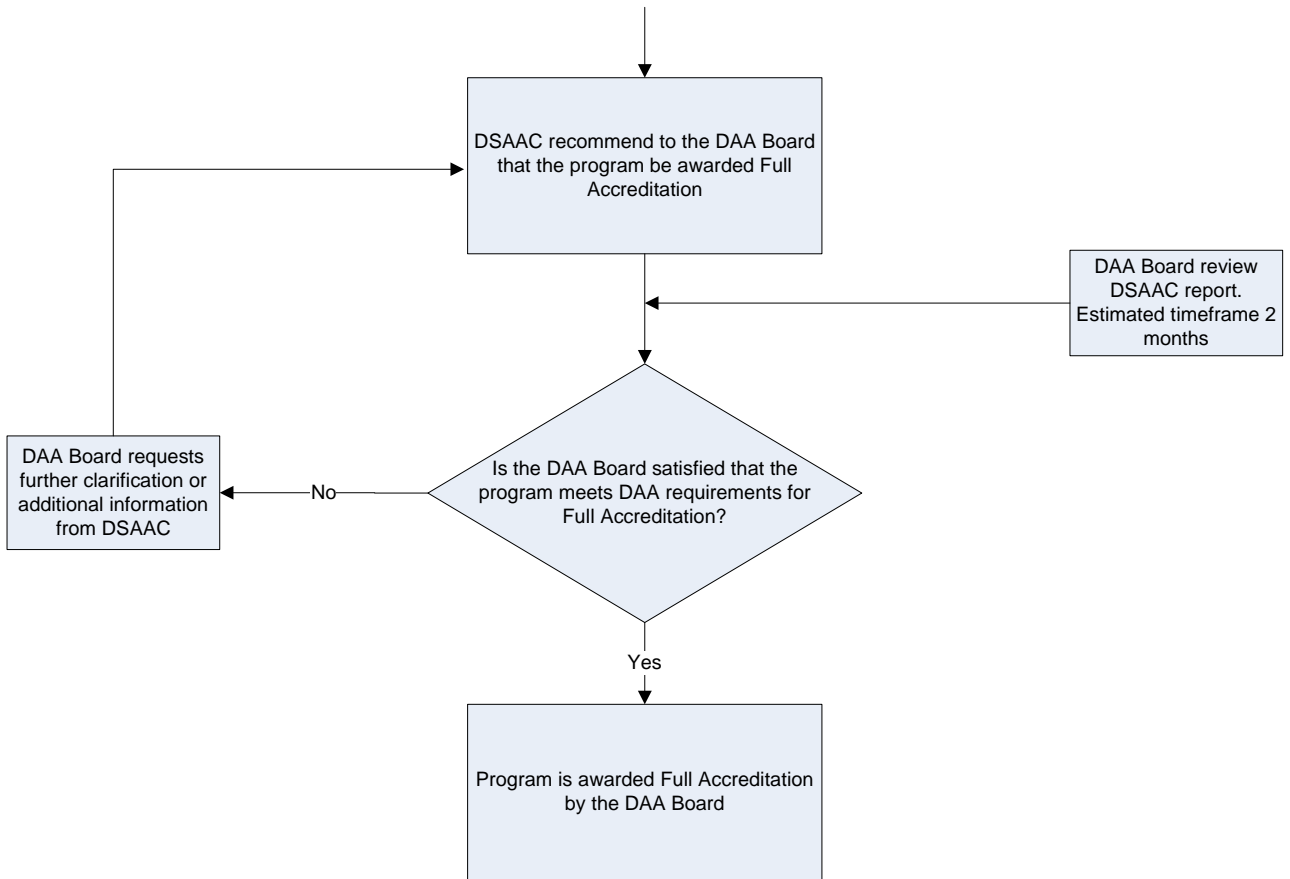 DSAAC recommend to the DAA Board
that the program be awarded Full
Accreditation
DAA Board review
DSAAC report.
Estimated timeframe 2
months
Is the DAA Board satisfied that the
program meets DAA requirements for
Full Accreditation?
No
DAA Board requests
further clarification or
additional information
from DSAAC
Yes
Program is awarded Full Accreditation
by the DAA Board